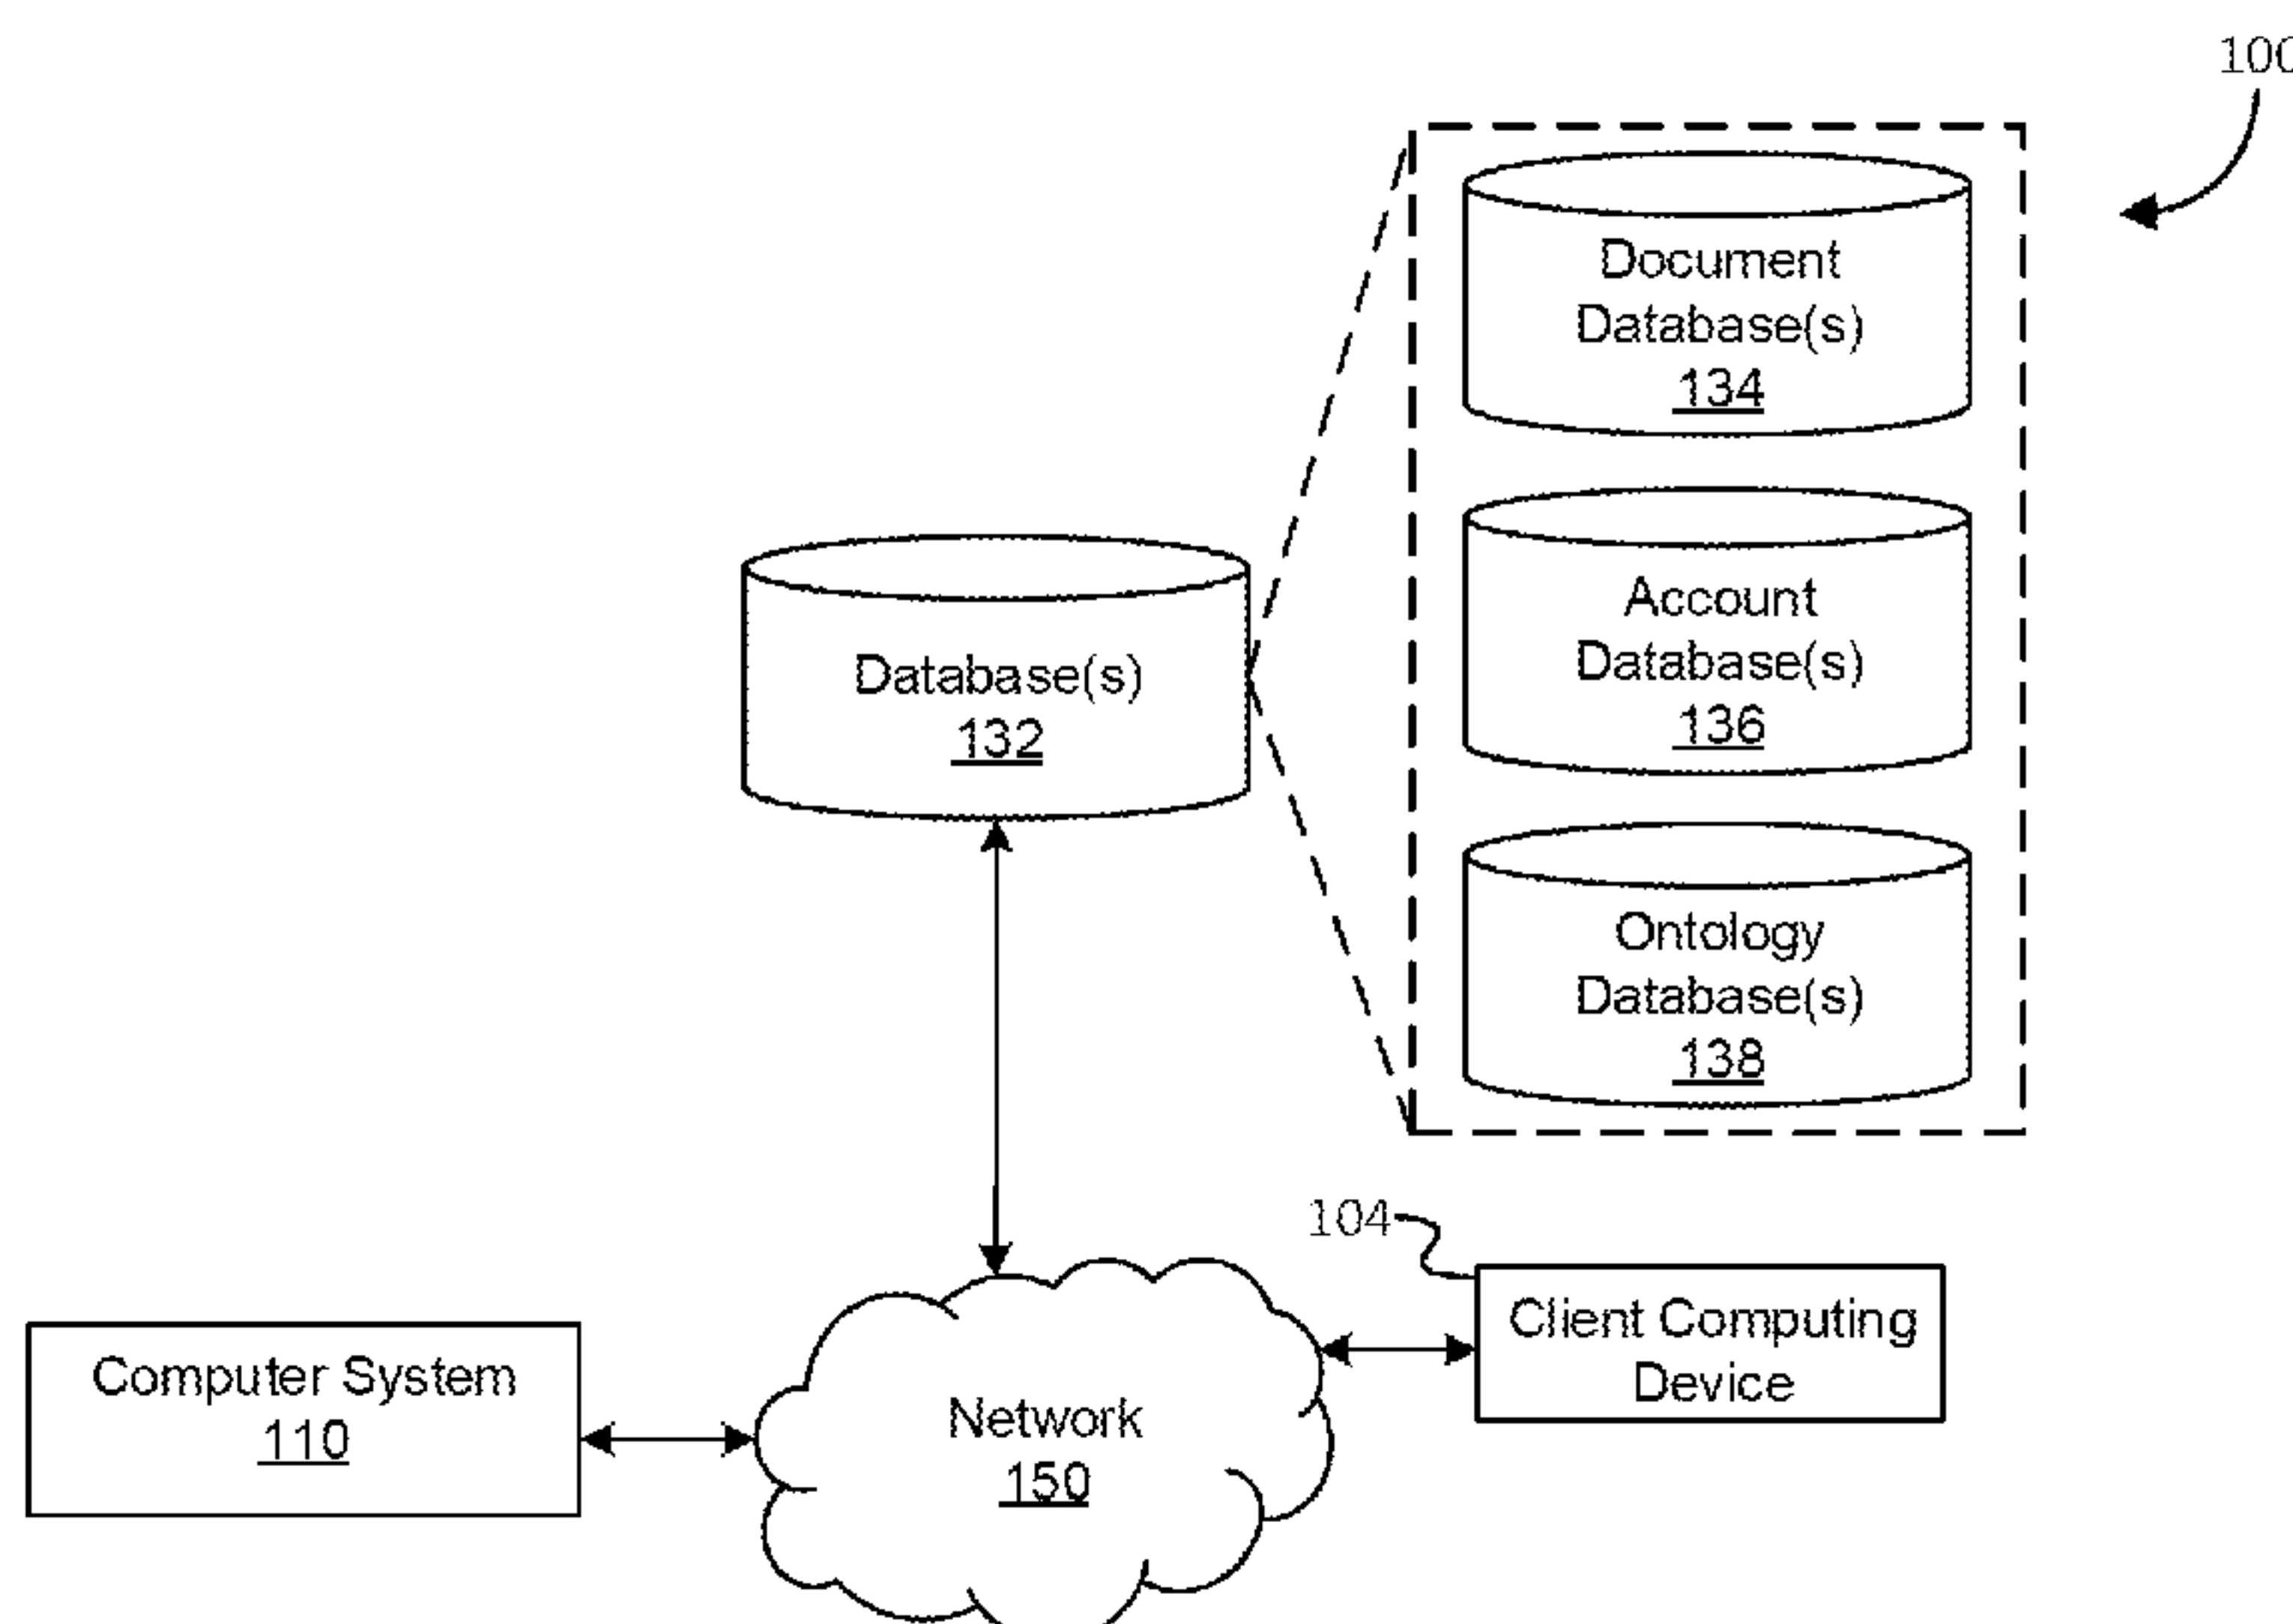 100
Document
Database(s)
134
Account
Database(s)
136
Database(s)
132
Ontology
Database(s)
138
104
Client Computing
Device
Computer System
110
Network
150